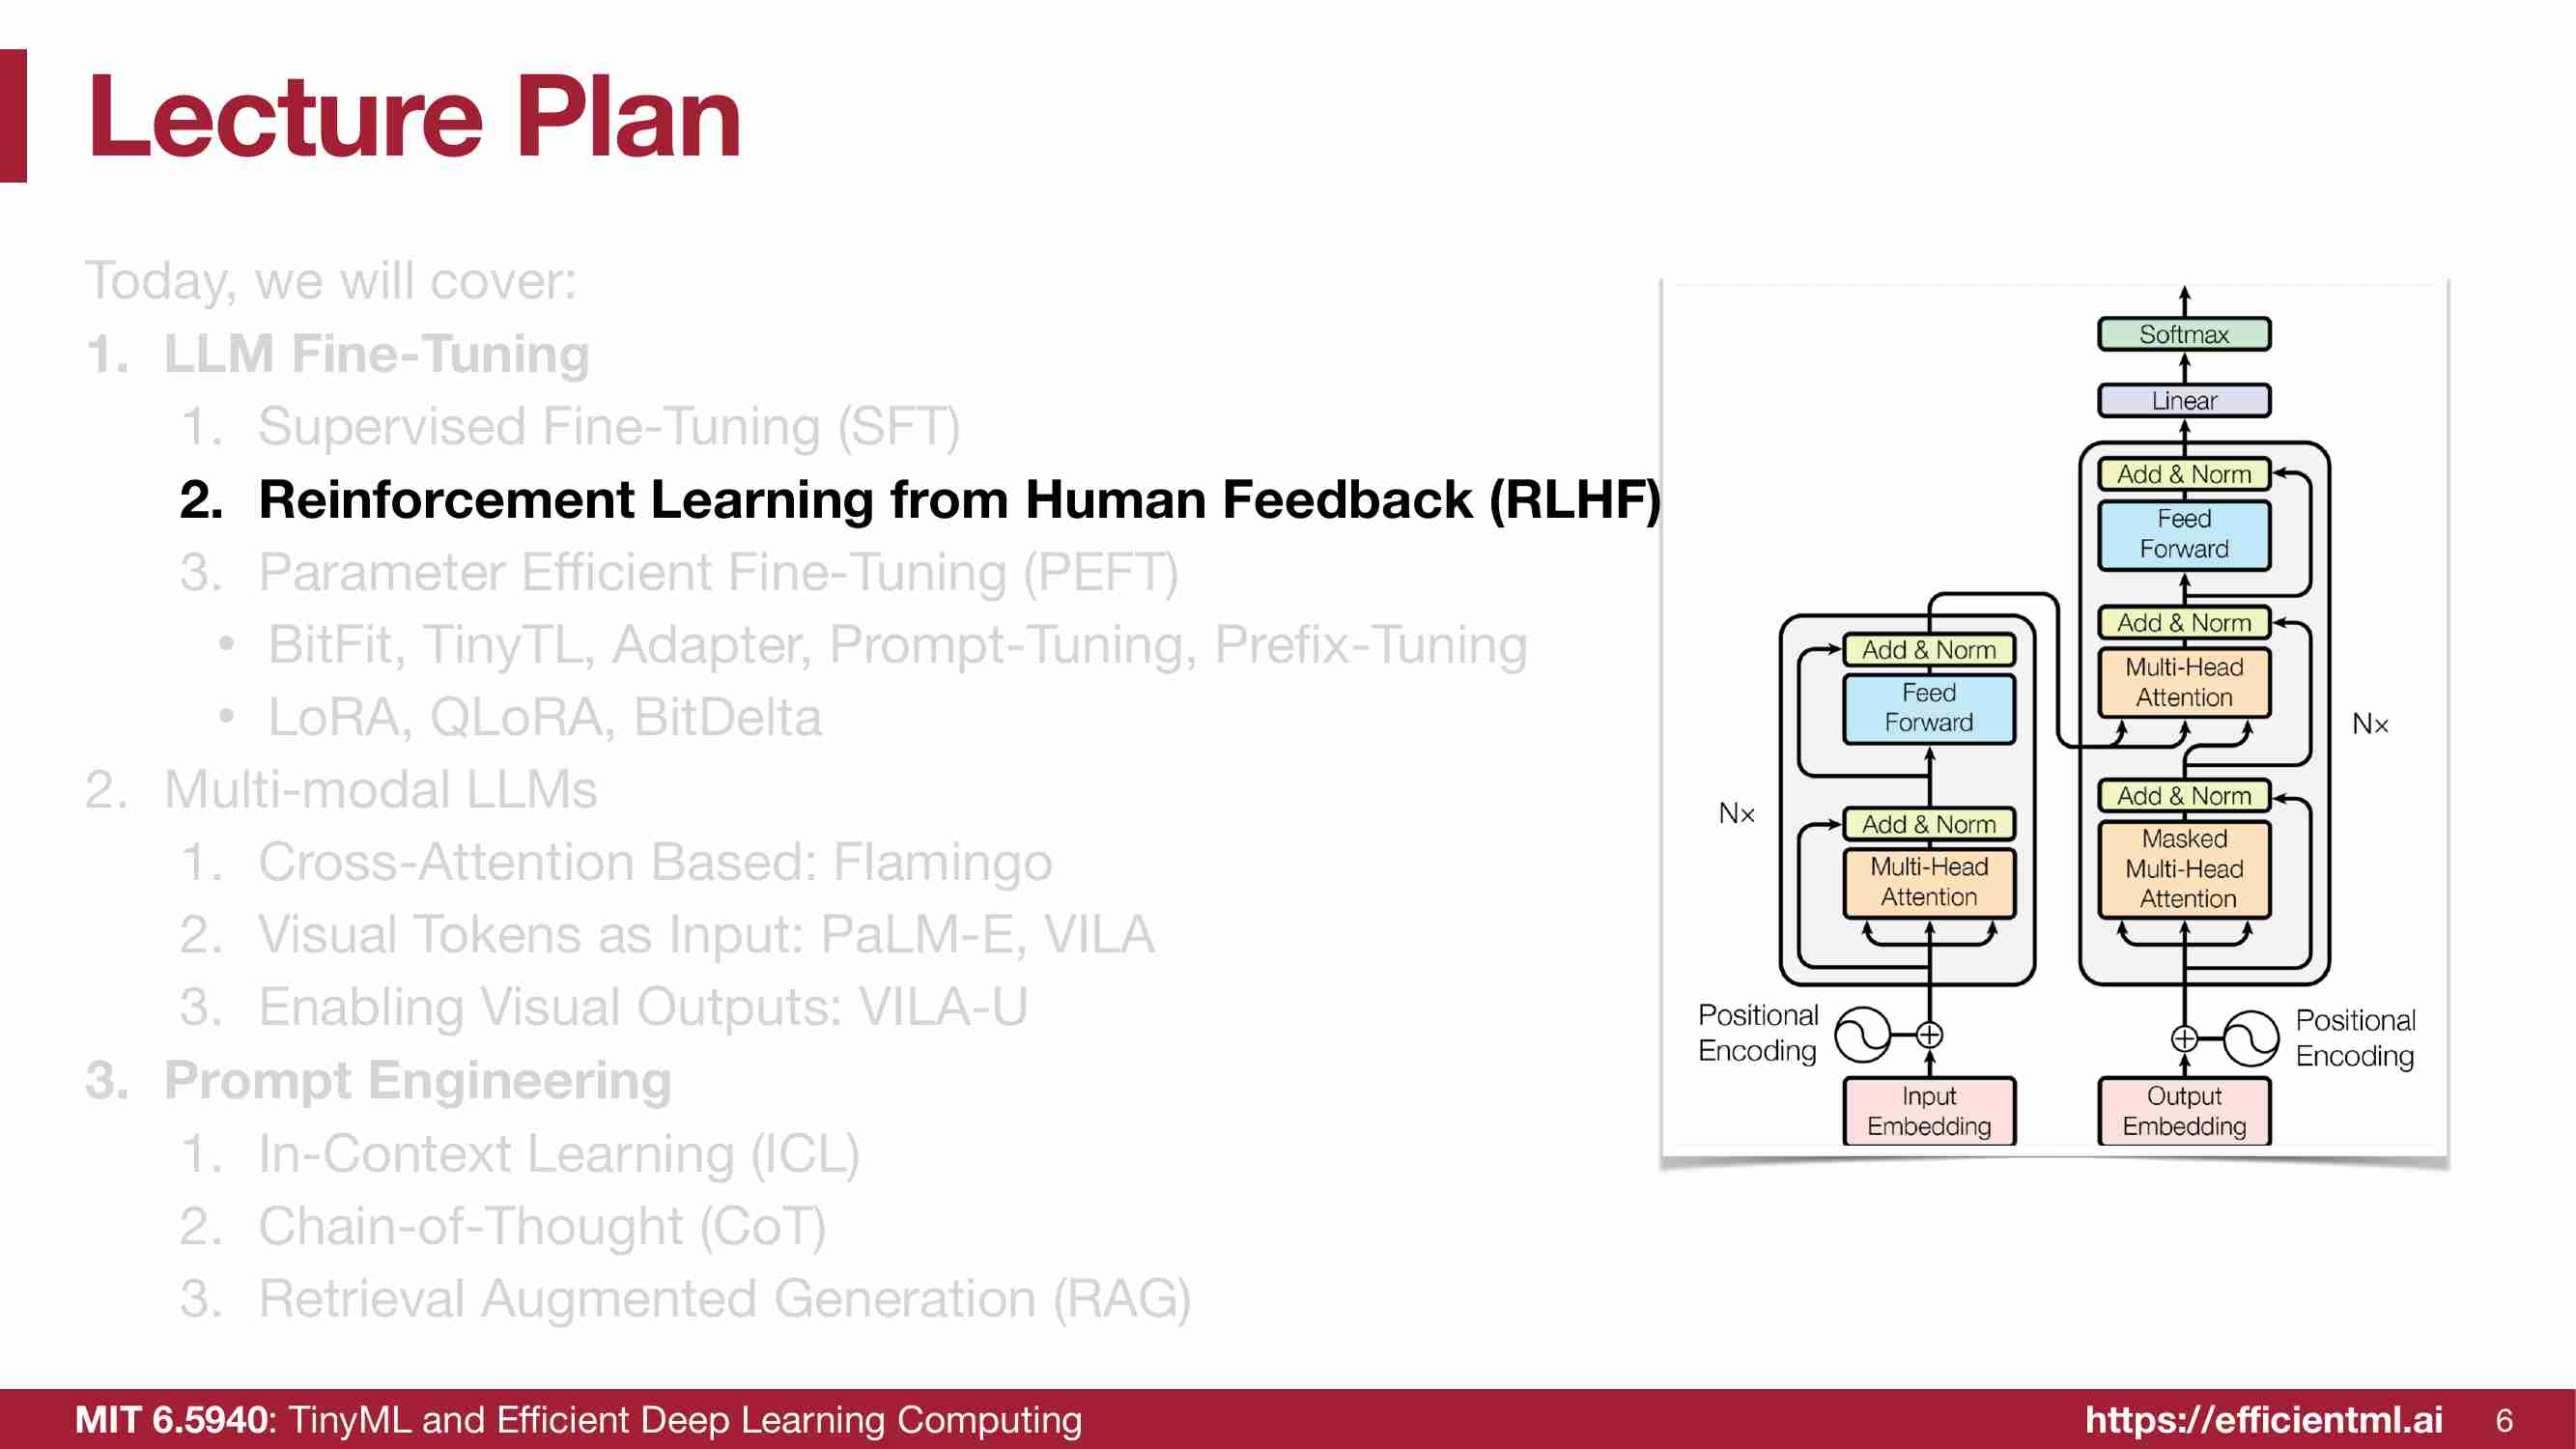 Lecture Plan
Today, we will cover:
1. LLM Fine-Tuning
1. Supervised Fine-Tuning (SFT)
2. Reinforcement Learning from Human Feedback (RLHF)
3. Parameter Efficient Fine-Tuning (PEFT)
• BitFit, TinyTL, Adapter, Prompt-Tuning, Prefix-Tuning
• LoRA, QLoRA, BitDelta
2. Multi-modal LLMs
1. Cross-Attention Based: Flamingo
2. Visual Tokens as Input: PaLM-E, VILA
3. Enabling Visual Outputs: VILA-U
3. Prompt Engineering
1. In-Context Learning (ICL)
2. Chain-of-Thought (CoT)
3. Retrieval Augmented Generation (RAG)
Softmax
Linear
Add & Norm
Feed
Forward
Add & Norm
Multi-Head
Attention
N×
Add & Norm
Masked
Multi-Head
Attention
Add & Norm
Feed
Forward
N×
Add & Norm
Multi-Head
Attention
Positional
Encoding
Positional
Encoding
Input
Embedding
Output
Embedding
MIT 6.5940: TinyML and Efficient Deep Learning Computing
https://efficientml.ai
6